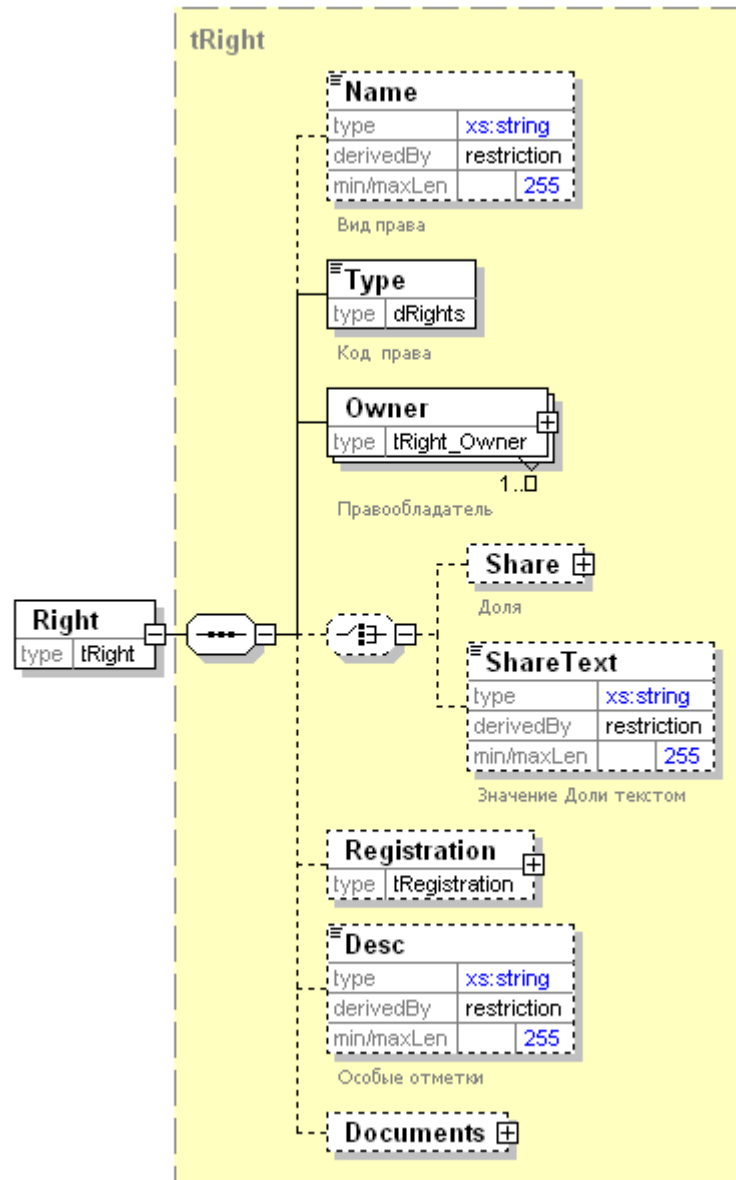 tRight
Name
type xs:string
derivedBy restriction
min/maxLen 255
Вид права
Type
type dRights
Код права
Owner
type tRight_Owner
1..
Правообладатель
Share
Доля
Right
type tRight
ShareText
type xs:string
derivedBy restriction
min/maxLen 255
Значение Доли текстом
Registration
type tRegistration
Desc
type xs:string
derivedBy restriction
min/maxLen 255
Особые отметки
Documents